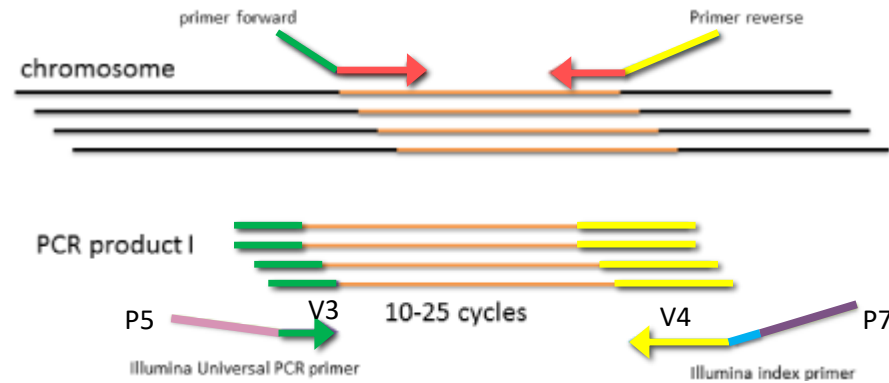 primer forward
Primer reverse
chromosome
PCR product I
V3
10-25 cycles
V4
P5
P7
Illumina Universal PCR primer
Illumina index primer